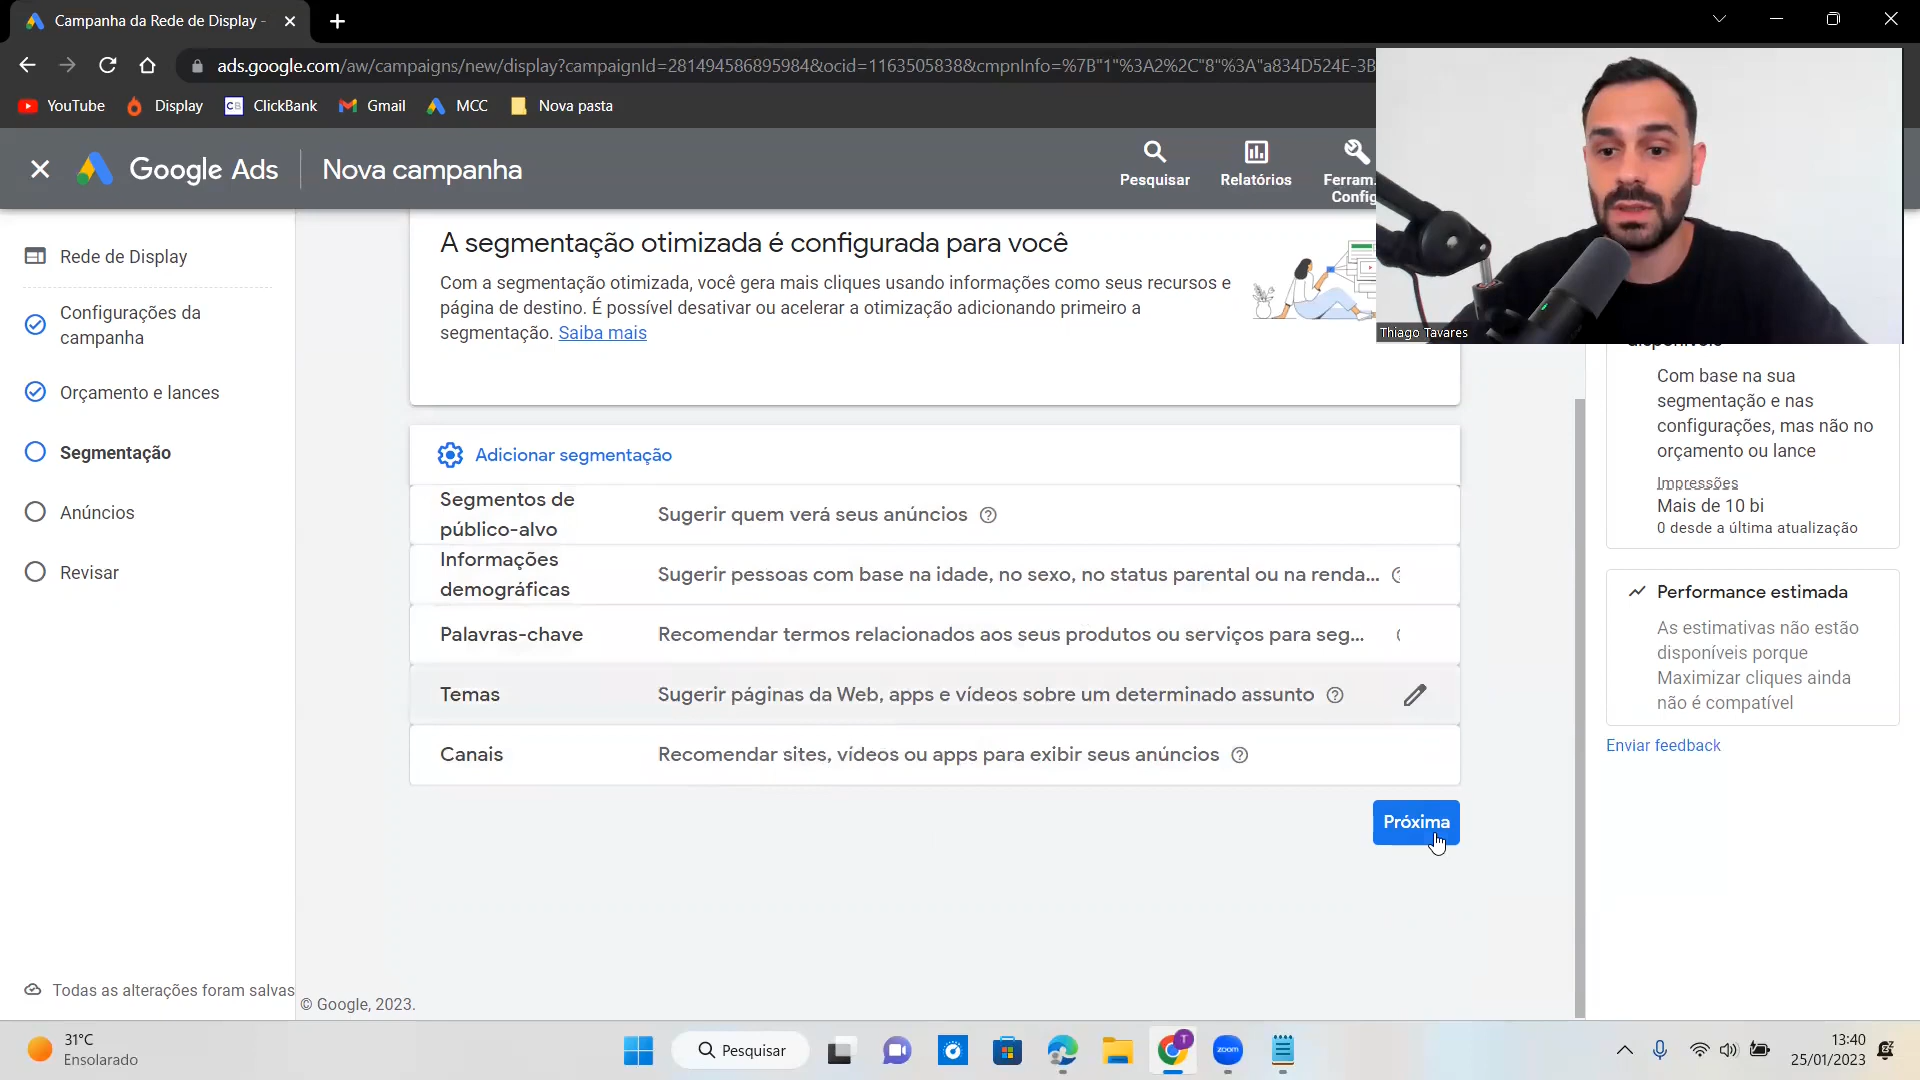 Campanha da Rede de Display -
ads.google.com/aw/campaigns/new/display?campaignId=281494586895984&ocid=1163505838&cmpnInfo=%7B"1"%3A2%2C"8"%3A"a834D524E-3B
YouTube
Display
CB
ClickBank
Gmail
MCC
Nova pasta
Google Ads
Nova campanha
Pesquisar
Relatórios
Ferram.
Config
Thiago Tavares
Rede de Display
Configurações da
campanha
Orçamento e lances
Segmentação
Anúncios
Revisar
Todas as alterações foram salvas
A segmentação otimizada é configurada para você
Com a segmentação otimizada, você gera mais cliques usando informações como seus recursos e
página de destino. É possível desativar ou acelerar a otimização adicionando primeiro a
segmentação. Saiba mais
Adicionar segmentação
Segmentos de
público-alvo
Sugerir quem verá seus anúncios
Informações
demográficas
Sugerir pessoas com base na idade, no sexo, no status parental ou na renda...
Palavras-chave
Recomendar termos relacionados aos seus produtos ou serviços para seg...
Temas
Sugerir páginas da Web, apps e vídeos sobre um determinado assunto
Canais
Recomendar sites, vídeos ou apps para exibir seus anúncios
Próxima
© Google, 2023.
Com base na sua
segmentação e nas
configurações, mas não no
orçamento ou lance
Impressões
Mais de 10 bi
0 desde a última atualização
Performance estimada
As estimativas não estão
disponíveis porque
Maximizar cliques ainda
não é compatível
Enviar feedback
31°C
Ensolarado
Pesquisar
T
zoom
13:40
25/01/2023